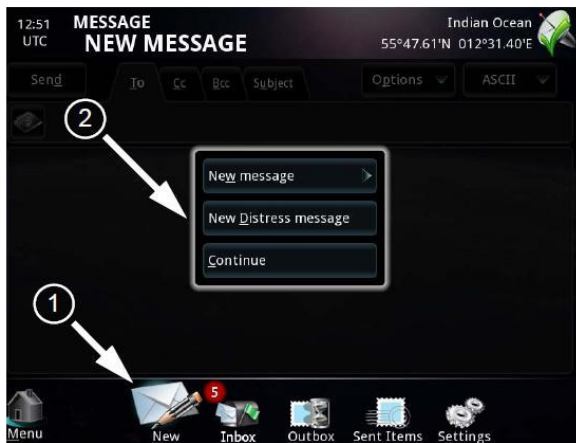 12:51 MESSAGE Indian Ocean
UTC NEW MESSAGE 55°47.61'N 012°31.40'E
Send To Cc Bcc Subject Options ASCII
2
New message
New Distress message
Continue
1
5
Menu New Inbox Outbox Sent Items Settings